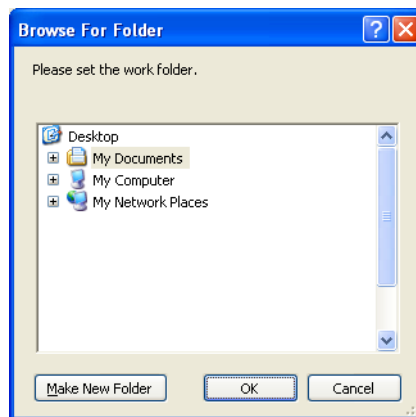 Browse For Folder
Please set the work folder.
Desktop
My Documents
My Computer
My Network Places
Make New Folder
OK
Cancel